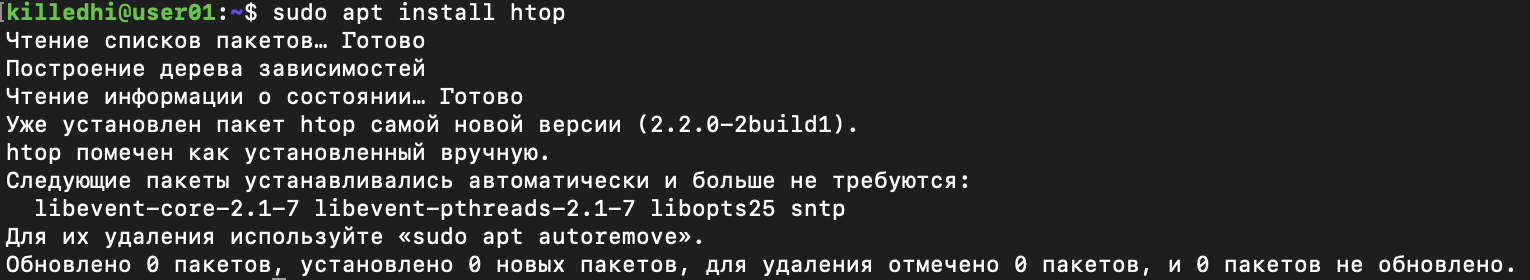 [killedhi@user01:~$ sudo apt install htop
Чтение списков пакетов… Готово
Построение дерева зависимостей
Чтение информации о состоянии… Готово
Уже установлен пакет htop самой новой версии (2.2.0-2build1).
htop помечен как установленный вручную.
Следующие пакеты устанавливались автоматически и больше не требуются:
  libevent-core-2.1-7 libevent-pthreads-2.1-7 libopts25 sntp
Для их удаления используйте «sudo apt autoremove».
Обновлено 0 пакетов, установлено 0 новых пакетов, для удаления отмечено 0 пакетов, и 0 пакетов не обновлено.